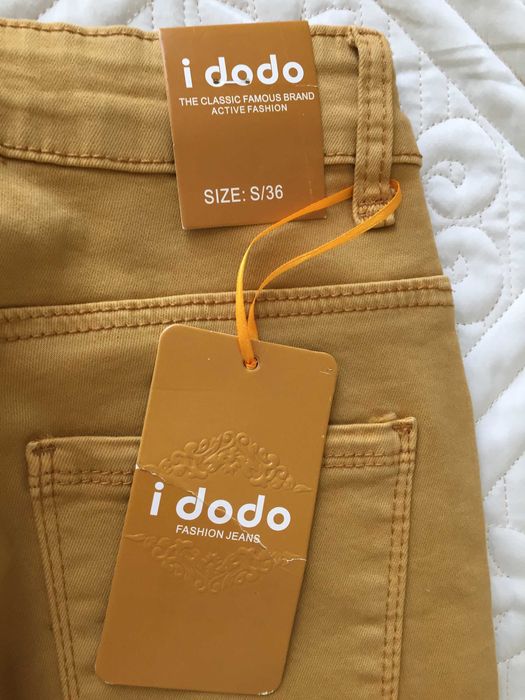 i dodo
THE CLASSIC FAMOUS BRAND
ACTIVE FASHION
SIZE: S/36
i dodo
FASHION JEANS